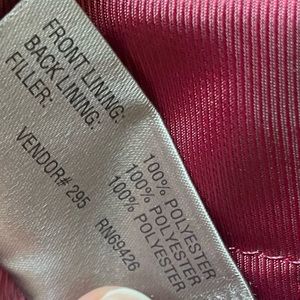 FRONT LINING: 100% POLYESTER
BACK LINING: 100% POLYESTER
FILLER: 100% POLYESTER
VENDOR# 295 RN69426